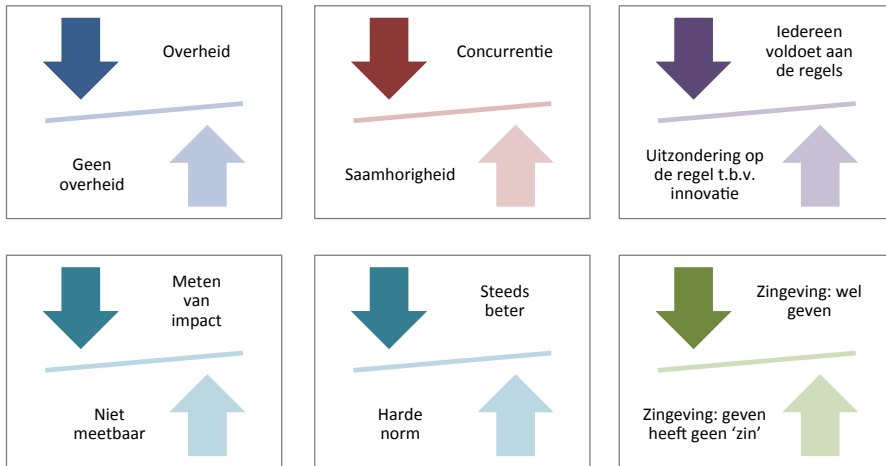 Overheid
Geen
overheid
Concurrentie
Saamhorigheid
Iedereen
voldoet aan
de regels
Uitzondering op
de regel t.b.v.
innovatie
Meten
van
impact
Niet
meetbaar
Steeds
beter
Harde
norm
Zingeving: wel
geven
Zingeving: geven
heeft geen ‘zin’